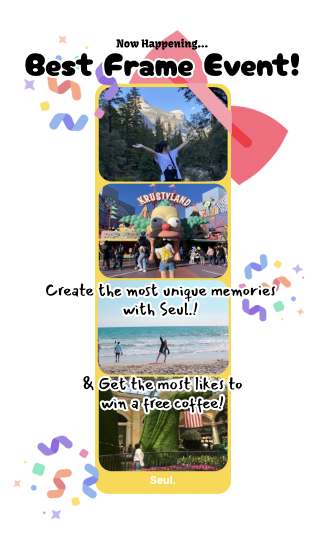 Now Happening...
Best Frame Event!
KRUSTYLAND
Create the most unique memories
with Seul.!
& Get the most likes to
win a free coffee!
Seul.